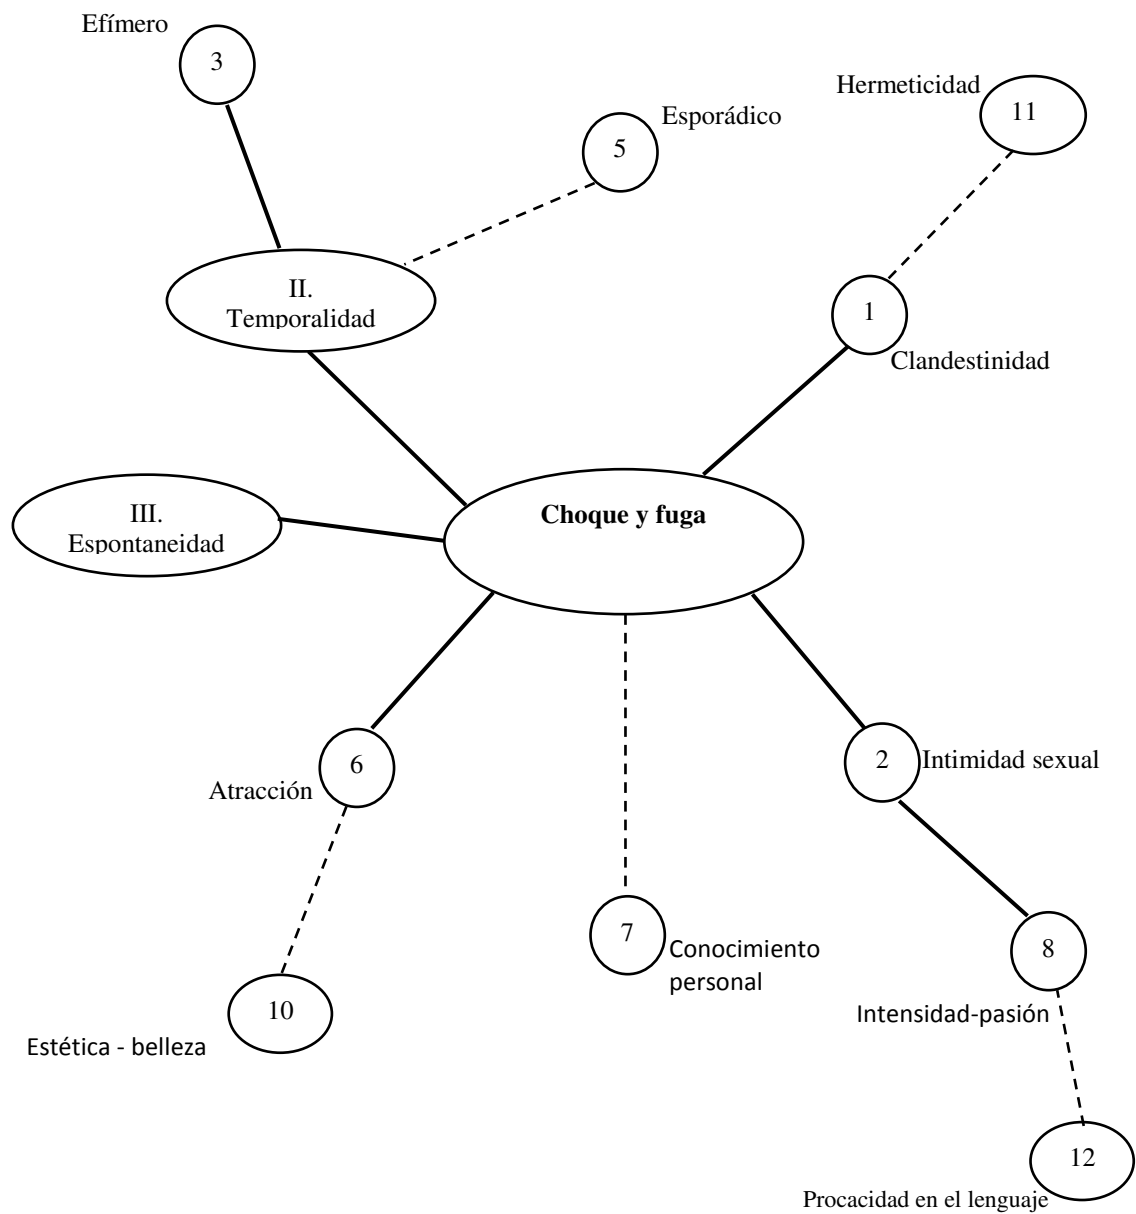 Efímero
3
Hermeticidad
11
5
Esporádico
II.
Temporalidad
1
Clandestinidad
III.
Espontaneidad
Choque y fuga
6
Atracción
2
Intimidad sexual
7
Conocimiento
personal
8
Intensidad-pasión
10
Estética - belleza
12
Procacidad en el lenguaje